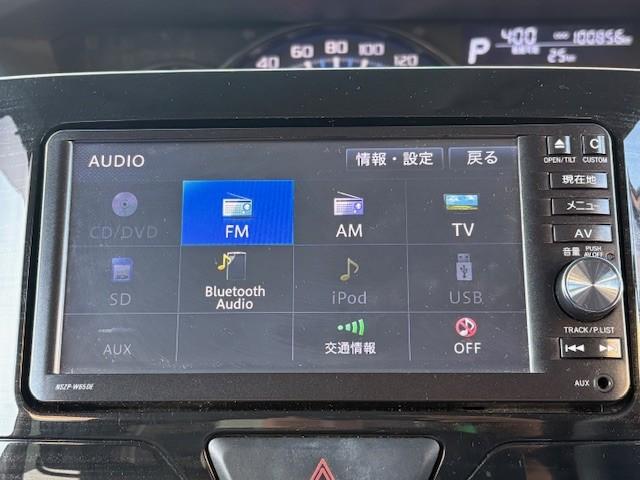 60 80 100 120
P 400 100856
25
AUDIO 情報・設定 戻る
CD/DVD FM AM TV
SD Bluetooth Audio iPod USB
AUX 交通情報 OFF
OPEN/TILT C CUSTOM
現在地
メニュー
AV
音量 PUSH AV OFF
TRACK/P.LIST
AUX
NSZP-W65DE